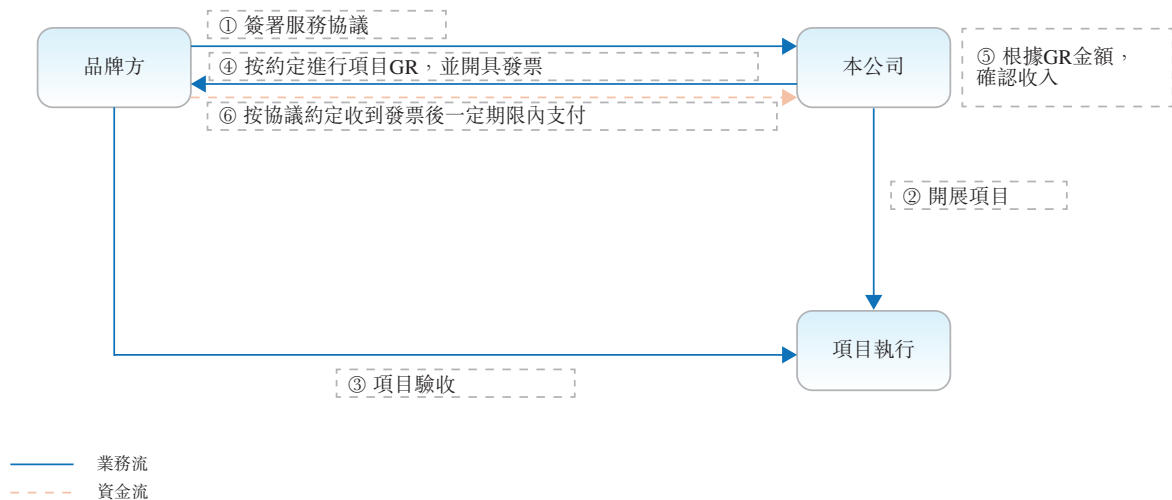 ① 簽署服務協議
品牌方
④ 按約定進行項目GR，並開具發票
本公司
⑤ 根據GR金額，
確認收入
⑥ 按協議約定收到發票後一定期限內支付
② 開展項目
項目執行
③ 項目驗收
業務流
資金流